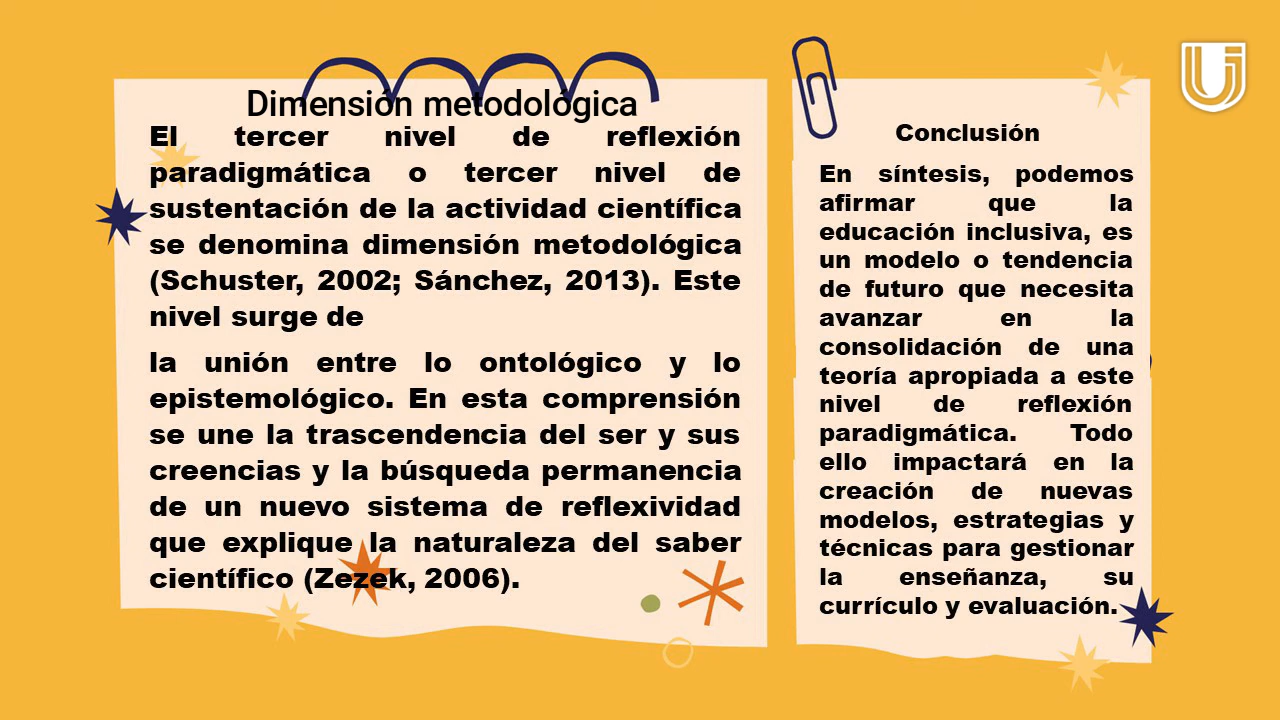 Dimensión metodológica
El tercer nivel de reflexión
paradigmática o tercer nivel de
sustentación de la actividad científica
se denomina dimensión metodológica
(Schuster, 2002; Sánchez, 2013). Este
nivel surge de
la unión entre lo ontológico y lo
epistemológico. En esta comprensión
se une la trascendencia del ser y sus
creencias y la búsqueda permanencia
de un nuevo sistema de reflexividad
que explique la naturaleza del saber
científico (Zezek, 2006).
Conclusión
En síntesis, podemos
afirmar que la
educación inclusiva, es
un modelo o tendencia
de futuro que necesita
avanzar en la
consolidación de una
teoría apropiada a este
nivel de reflexión
paradigmática. Todo
ello impactará en la
creación de nuevas
modelos, estrategias y
técnicas para gestionar
la enseñanza, su
currículo y evaluación.